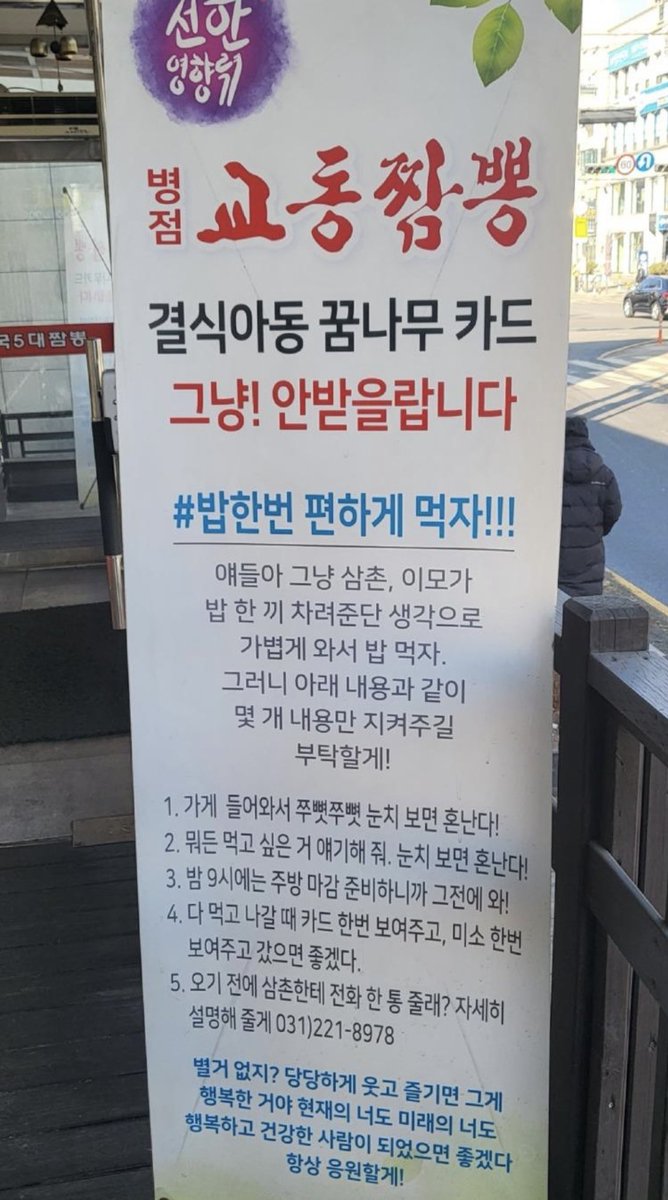 선한
영향력
병점
교동짬뽕
결식아동 꿈나무 카드
그냥! 안받을랍니다
국5대짬뽕
#밥한번 편하게 먹자!!!
얘들아 그냥 삼촌, 이모가
밥 한 끼 차려준단 생각으로
가볍게 와서 밥 먹자.
그러니 아래 내용과 같이
몇 개 내용만 지켜주길
부탁할게!
1. 가게 들어와서 쭈뼛쭈뼛 눈치 보면 혼난다!
2. 뭐든 먹고 싶은 거 얘기해 줘. 눈치 보면 혼난다!
3. 밤 9시에는 주방 마감 준비하니까 그전에 와!
4. 다 먹고 나갈 때 카드 한번 보여주고, 미소 한번
보여주고 갔으면 좋겠다.
5. 오기 전에 삼촌한테 전화 한 통 줄래? 자세히
설명해 줄게 031)221-8978
별거 없지? 당당하게 웃고 즐기면 그게
행복한 거야 현재의 너도 미래의 너도
행복하고 건강한 사람이 되었으면 좋겠다
항상 응원할게!
60